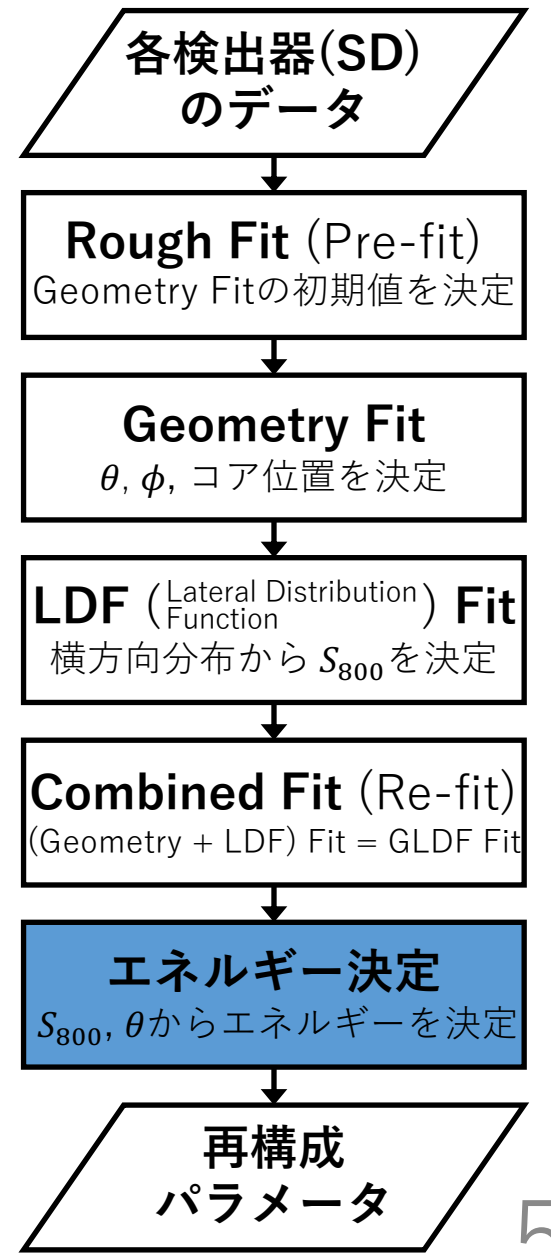 各検出器(SD)
のデータ
Rough Fit (Pre-fit)
Geometry Fitの初期値を決定
Geometry Fit
θ, ϕ, コア位置を決定
LDF (Lateral Distribution Function) Fit
横方向分布から S₈₀₀を決定
Combined Fit (Re-fit)
(Geometry + LDF) Fit = GLDF Fit
エネルギー決定
S₈₀₀, θからエネルギーを決定
再構成
パラメータ